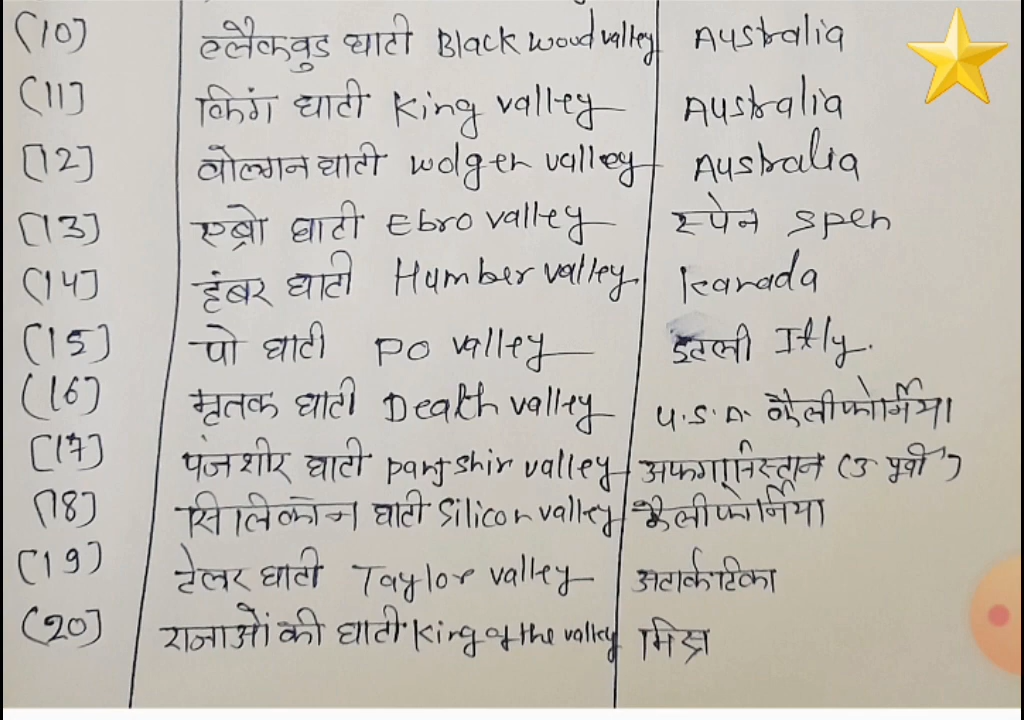 (10) ब्लैकवुड घाटी Black wood valley Australia
(11) किंग घाटी King valley Australia
(12) वोल्गन घाटी wolgen valley Australia
(13) एब्रो घाटी Ebro valley स्पेन spen
(14) हंबर घाटी Humber valley kanada
(15) पो घाटी po valley इटली Itly.
(16) मृतक घाटी Death valley U.S.A. कैलीफोर्निया
(17) पंजशीर घाटी panjshir valley अफगानिस्तान (उ पूर्वी)
(18) सिलिकॉन घाटी Silicon valley कैलीफोर्निया
(19) टेलर घाटी Taylor valley अटार्कटिका
(20) राजाओं की घाटी King of the valley मिस्र